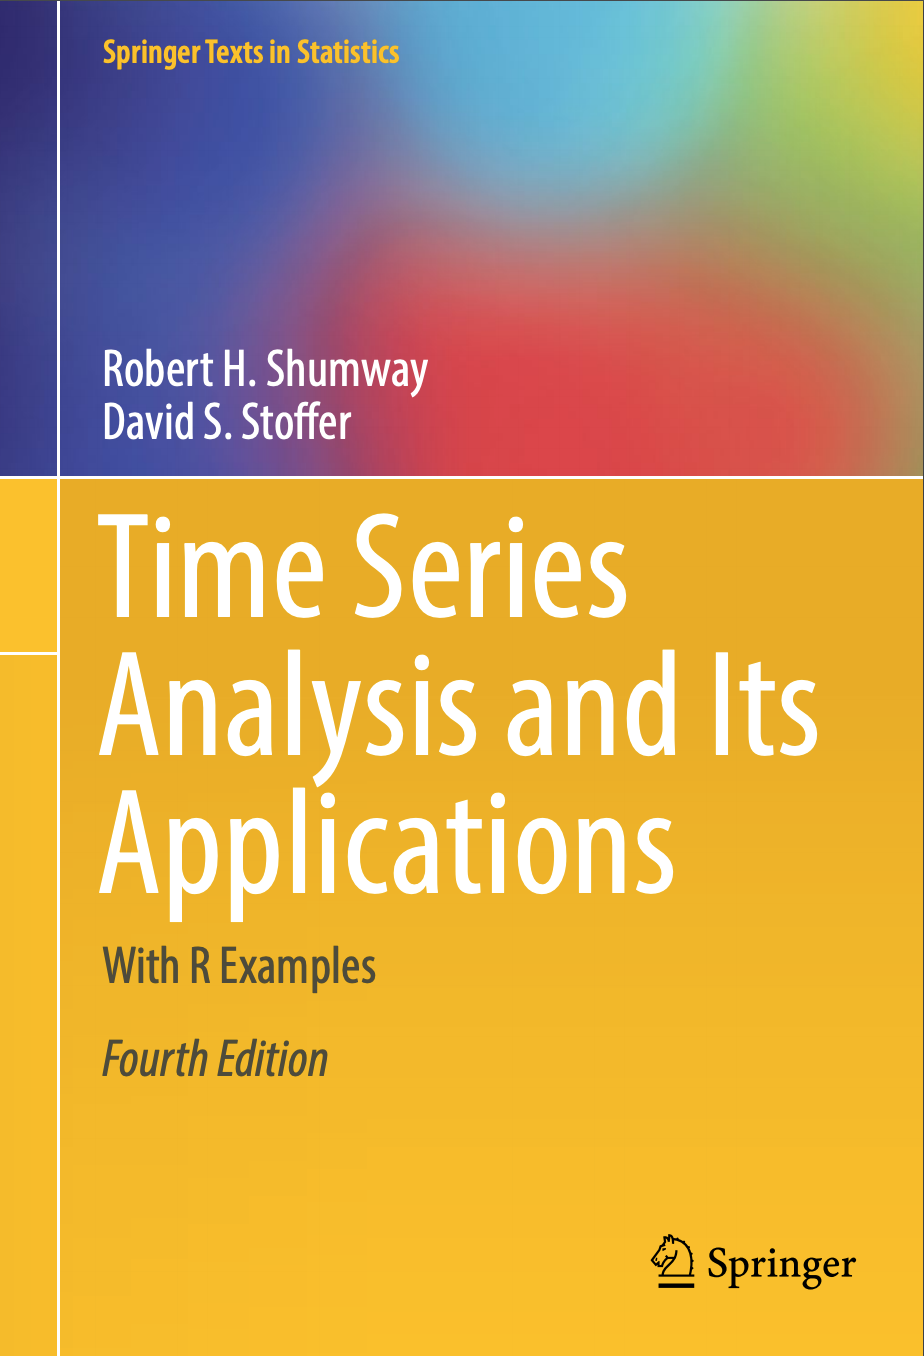 Springer Texts in Statistics
Robert H. Shumway
David S. Stoffer
Time Series
Analysis and Its
Applications
With R Examples
Fourth Edition
Springer